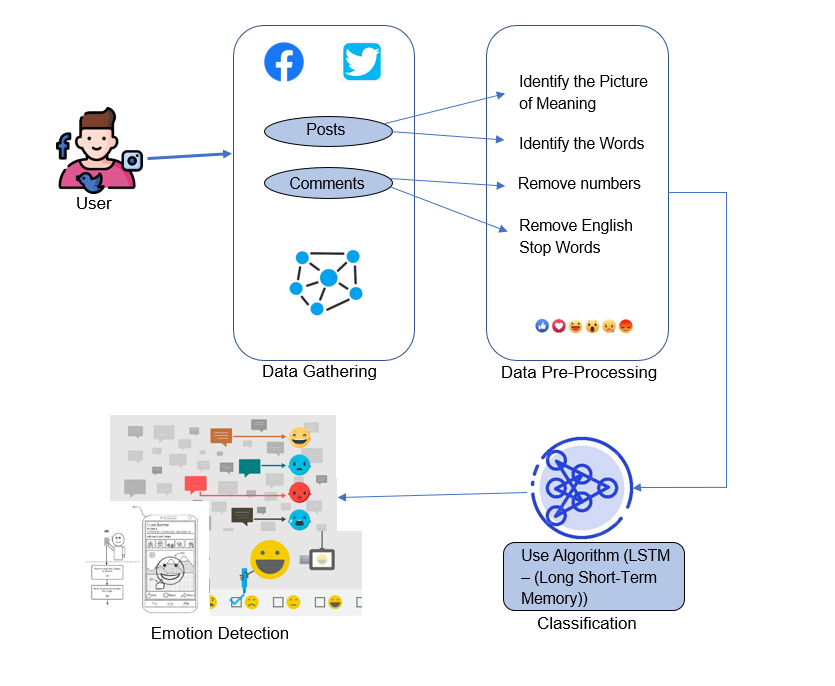 Posts
Comments
User
Data Gathering
Identify the Picture
of Meaning
Identify the Words
Remove numbers
Remove English
Stop Words
Data Pre-Processing
Use Algorithm (LSTM
– (Long Short-Term
Memory))
Classification
Emotion Detection